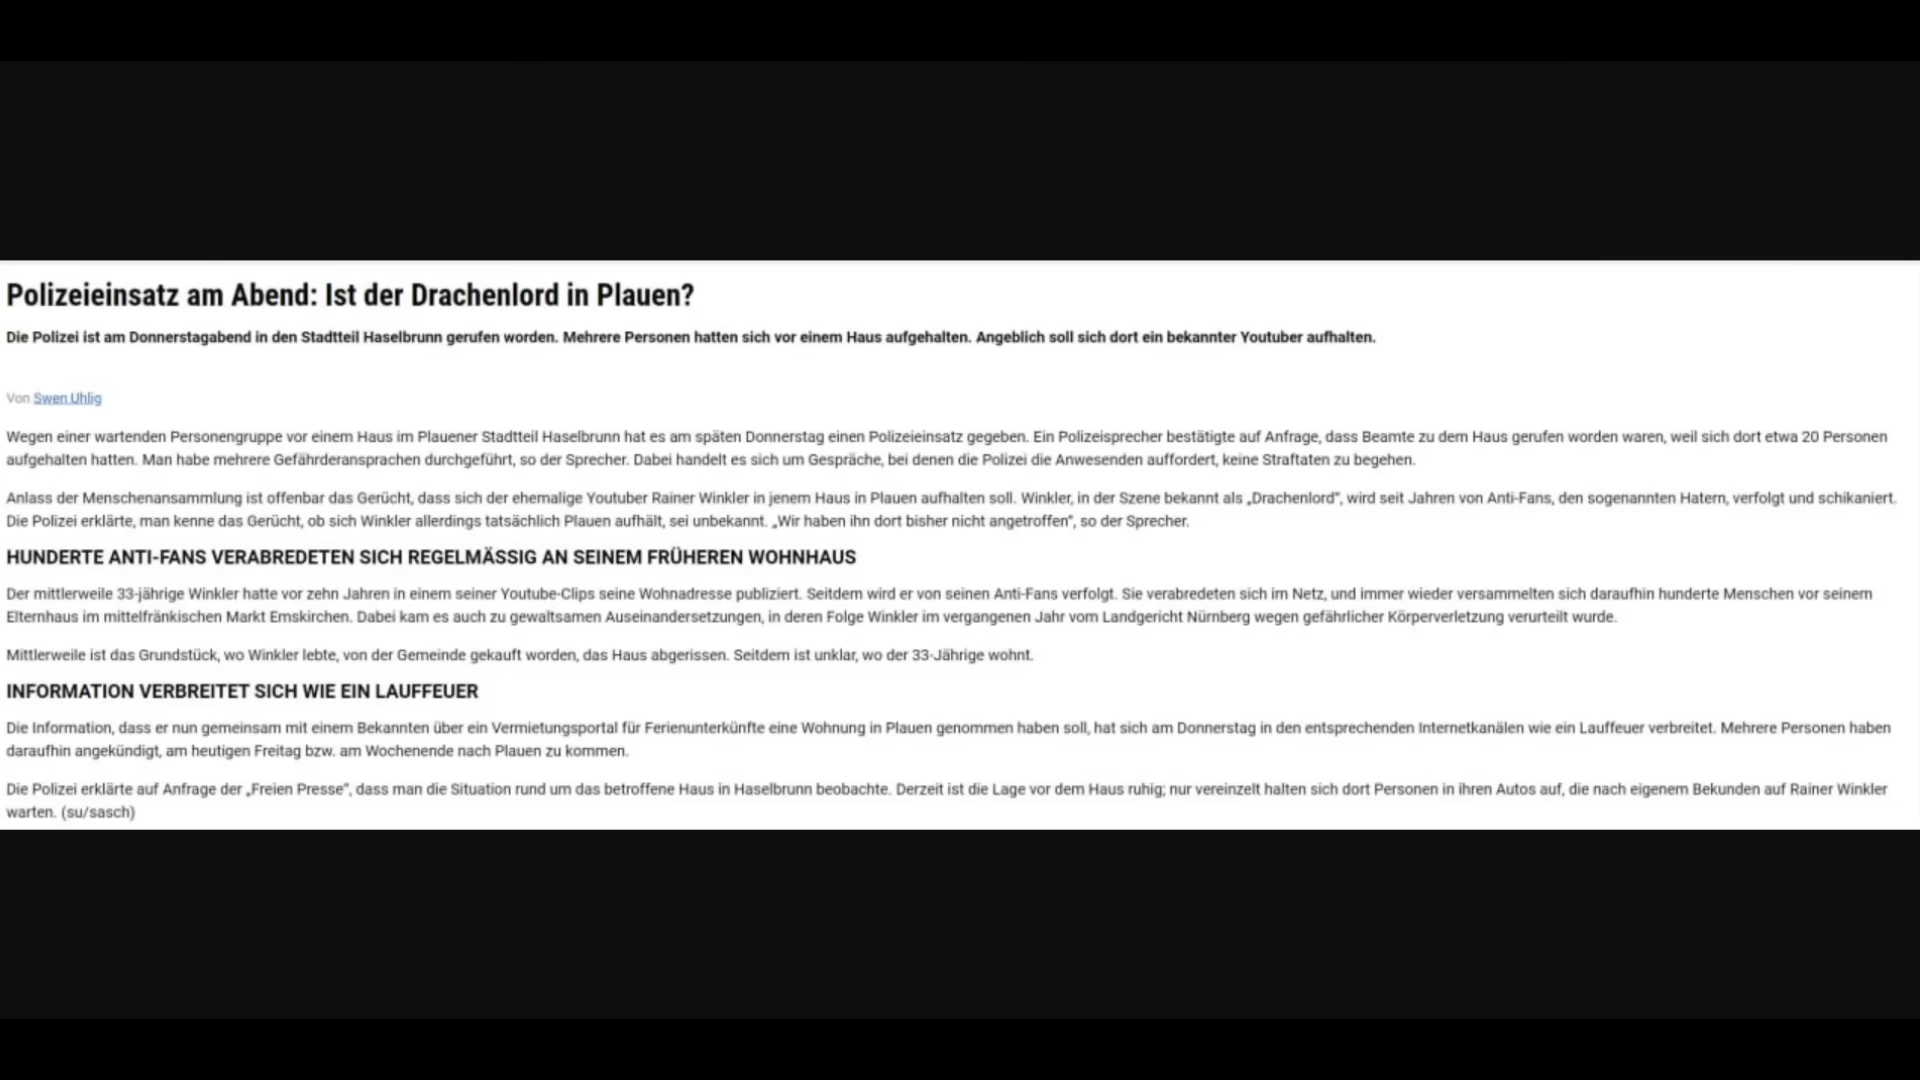 Polizeieinsatz am Abend: Ist der Drachenlord in Plauen?
Die Polizei ist am Donnerstagabend in den Stadtteil Haselbrunn gerufen worden. Mehrere Personen hatten sich vor einem Haus aufgehalten. Angeblich soll sich dort ein bekannter Youtuber aufhalten.
Von Swen Uhlig
Wegen einer wartenden Personengruppe vor einem Haus im Plauener Stadtteil Haselbrunn hat es am späten Donnerstag einen Polizeieinsatz gegeben. Ein Polizeisprecher bestätigte auf Anfrage, dass Beamte zu dem Haus gerufen worden waren, weil sich dort etwa 20 Personen
aufgehalten hatten. Man habe mehrere Gefährderansprachen durchgeführt, so der Sprecher. Dabei handelt es sich um Gespräche, bei denen die Polizei die Anwesenden auffordert, keine Straftaten zu begehen.
Anlass der Menschenansammlung ist offenbar das Gerücht, dass sich der ehemalige Youtuber Rainer Winkler in jenem Haus in Plauen aufhalten soll. Winkler, in der Szene bekannt als „Drachenlord“, wird seit Jahren von Anti-Fans, den sogenannten Hatern, verfolgt und schikaniert.
Die Polizei erklärte, man kenne das Gerücht, ob sich Winkler allerdings tatsächlich Plauen aufhält, sei unbekannt. „Wir haben ihn dort bisher nicht angetroffen“, so der Sprecher.
HUNDERTE ANTI-FANS VERABREDETEN SICH REGELMÄSSIG AN SEINEM FRÜHEREN WOHNHAUS
Der mittlerweile 33-jährige Winkler hatte vor zehn Jahren in einem seiner Youtube-Clips seine Wohnadresse publiziert. Seitdem wird er von seinen Anti-Fans verfolgt. Sie verabredeten sich im Netz, und immer wieder versammelten sich daraufhin hunderte Menschen vor seinem
Elternhaus im mittelfränkischen Markt Emskirchen. Dabei kam es auch zu gewaltsamen Auseinandersetzungen, in deren Folge Winkler im vergangenen Jahr vom Landgericht Nürnberg wegen gefährlicher Körperverletzung verurteilt wurde.
Mittlerweile ist das Grundstück, wo Winkler lebte, von der Gemeinde gekauft worden, das Haus abgerissen. Seitdem ist unklar, wo der 33-Jährige wohnt.
INFORMATION VERBREITET SICH WIE EIN LAUFFEUER
Die Information, dass er nun gemeinsam mit einem Bekannten über ein Vermietungsportal für Ferienunterkünfte eine Wohnung in Plauen genommen haben soll, hat sich am Donnerstag in den entsprechenden Internetkanälen wie ein Lauffeuer verbreitet. Mehrere Personen haben
daraufhin angekündigt, am heutigen Freitag bzw. am Wochenende nach Plauen zu kommen.
Die Polizei erklärte auf Anfrage der „Freien Presse“, dass man die Situation rund um das betroffene Haus in Haselbrunn beobachte. Derzeit ist die Lage vor dem Haus ruhig; nur vereinzelt halten sich dort Personen in ihren Autos auf, die nach eigenem Bekunden auf Rainer Winkler
warten. (su/sasch)